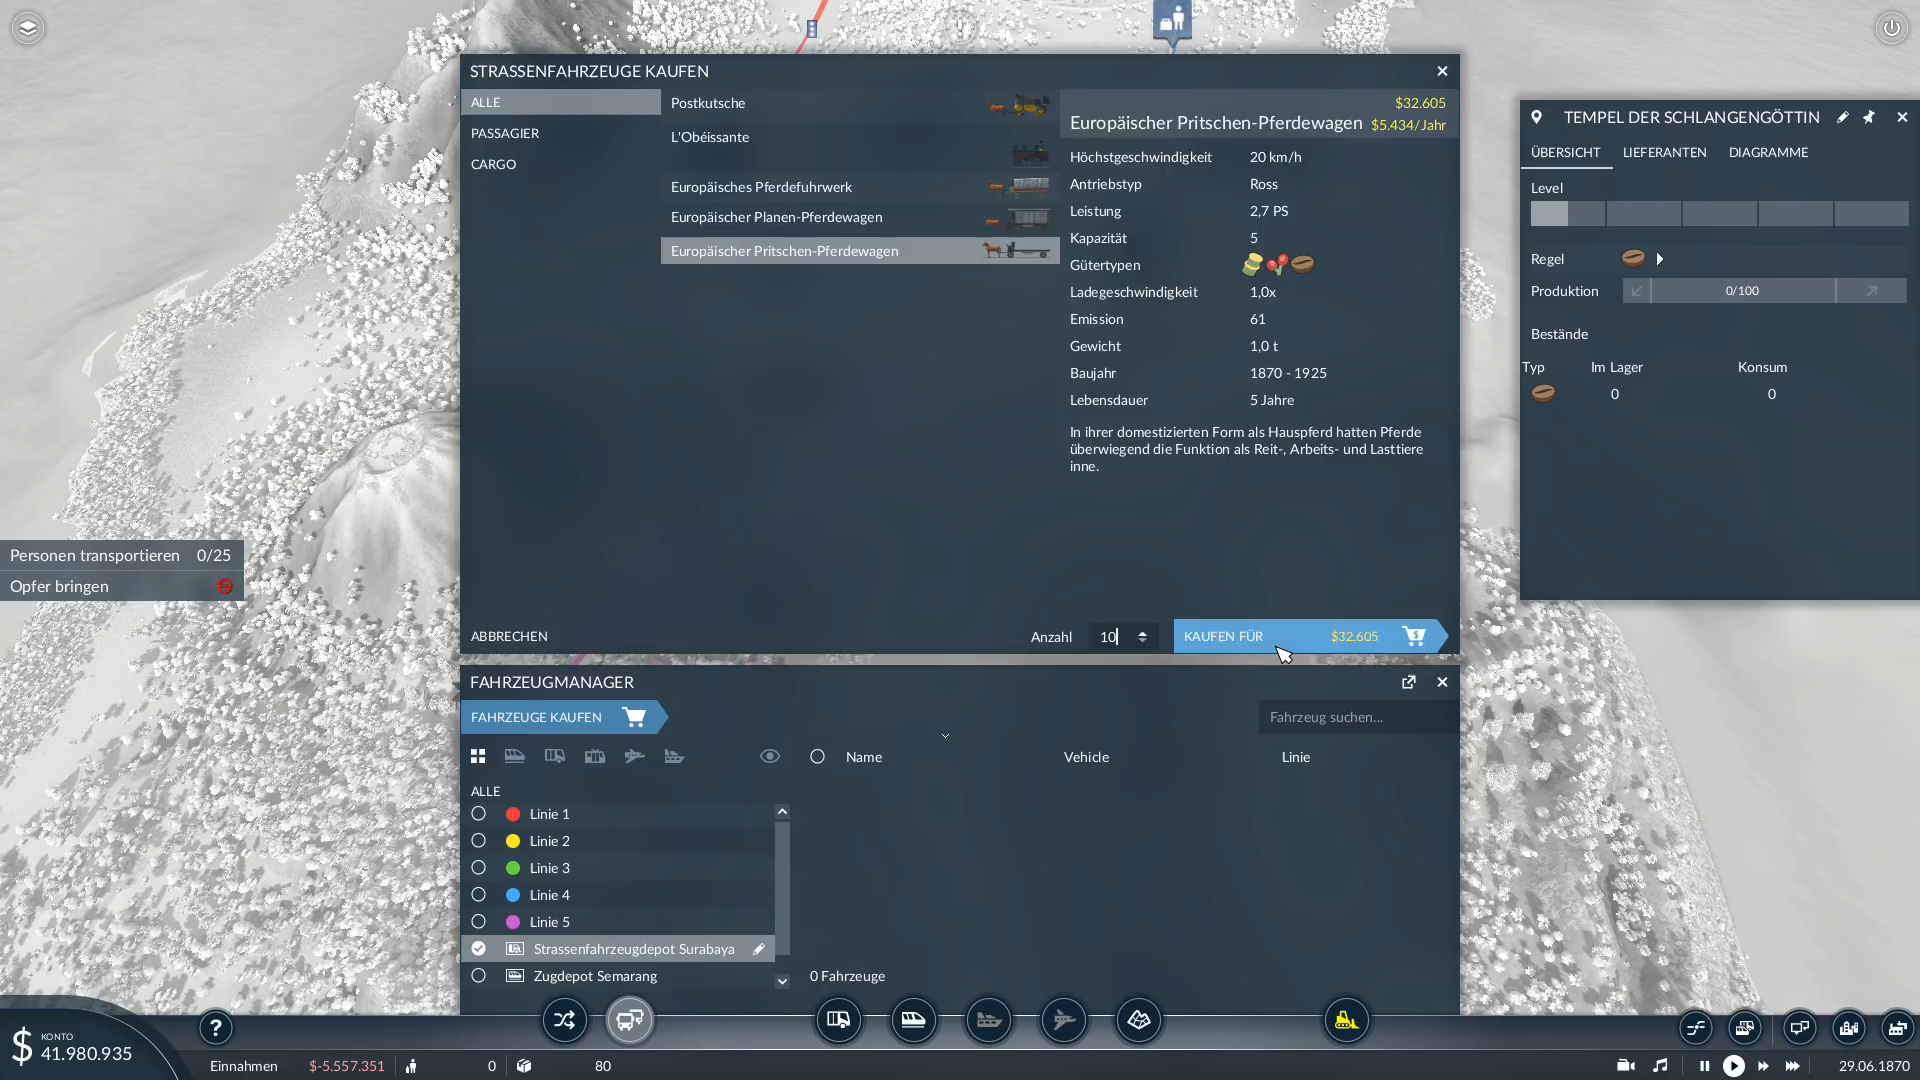 STRASSENFAHRZEUGE KAUFEN
ALLE
PASSAGIER
CARGO
Postkutsche
L'Obéissante
Europäisches Pferdefuhrwerk
Europäischer Planen-Pferdewagen
Europäischer Pritschen-Pferdewagen
$32.605
Europäischer Pritschen-Pferdewagen $5.434/Jahr
Höchstgeschwindigkeit 20 km/h
Antriebstyp Ross
Leistung 2,7 PS
Kapazität 5
Gütertypen
Ladegeschwindigkeit 1,0x
Emission 61
Gewicht 1,0 t
Baujahr 1870 - 1925
Lebensdauer 5 Jahre
In ihrer domestizierten Form als Hauspferd hatten Pferde
überwiegend die Funktion als Reit-, Arbeits- und Lasttiere
inne.
ABBRECHEN
Anzahl 10
KAUFEN FÜR $32.605
TEMPEL DER SCHLANGENGÖTTIN
ÜBERSICHT LIEFERANTEN DIAGRAMME
Level
Regel
Produktion 0/100
Bestände
Typ Im Lager Konsum
0 0
Personen transportieren 0/25
Opfer bringen
FAHRZEUGMANAGER
FAHRZEUGE KAUFEN
Fahrzeug suchen...
Name Vehicle Linie
ALLE
Linie 1
Linie 2
Linie 3
Linie 4
Linie 5
Strassenfahrzeugdepot Surabaya
Zugdepot Semarang
0 Fahrzeuge
?
$ KONTO
41.980.935
Einnahmen $-5.557.351 0 80
29.06.1870